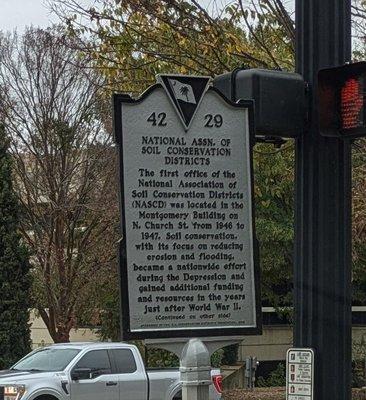 42 29
NATIONAL ASSN. OF
SOIL CONSERVATION
DISTRICTS
The first office of the
National Association of
Soil Conservation Districts
(NASCD) was located in the
Montgomery Building on
N. Church St. from 1946 to
1947. Soil conservation,
with its focus on reducing
erosion and flooding,
became a nationwide effort
during the Depression and
gained additional funding
and resources in the years
just after World War II.
(Continued on other side)